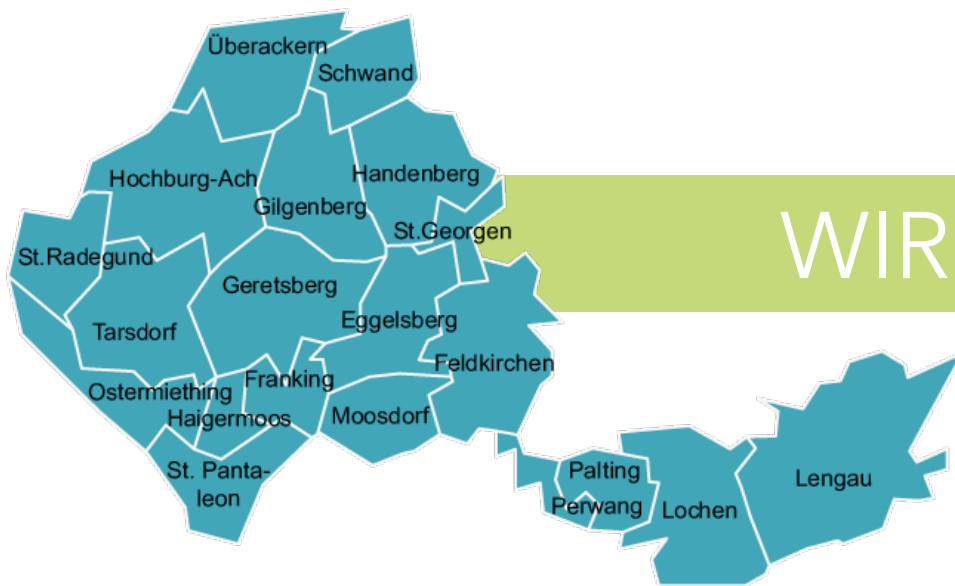 Überackern
Schwand
Hochburg-Ach
Handenberg
Gilgenberg
St.Georgen
WIR
St.Radegund
Geretsberg
Tarsdorf
Eggelsberg
Feldkirchen
Ostermiething
Franking
Haigermoos
Moosdorf
St. Panta-
leon
Palting
Perwang
Lochen
Lengau